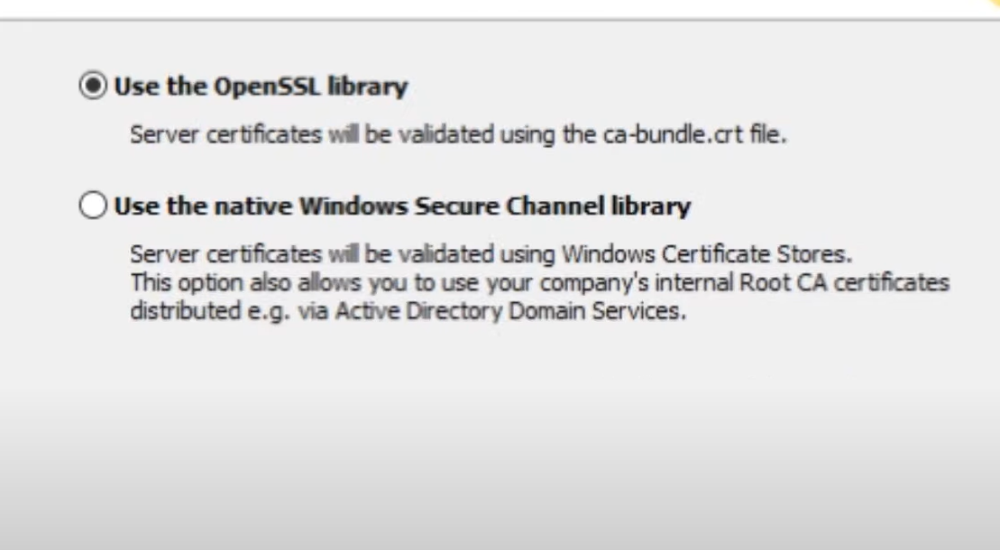 Use the OpenSSL library
Server certificates will be validated using the ca-bundle.crt file.
Use the native Windows Secure Channel library
Server certificates will be validated using Windows Certificate Stores.
This option also allows you to use your company's internal Root CA certificates
distributed e.g. via Active Directory Domain Services.